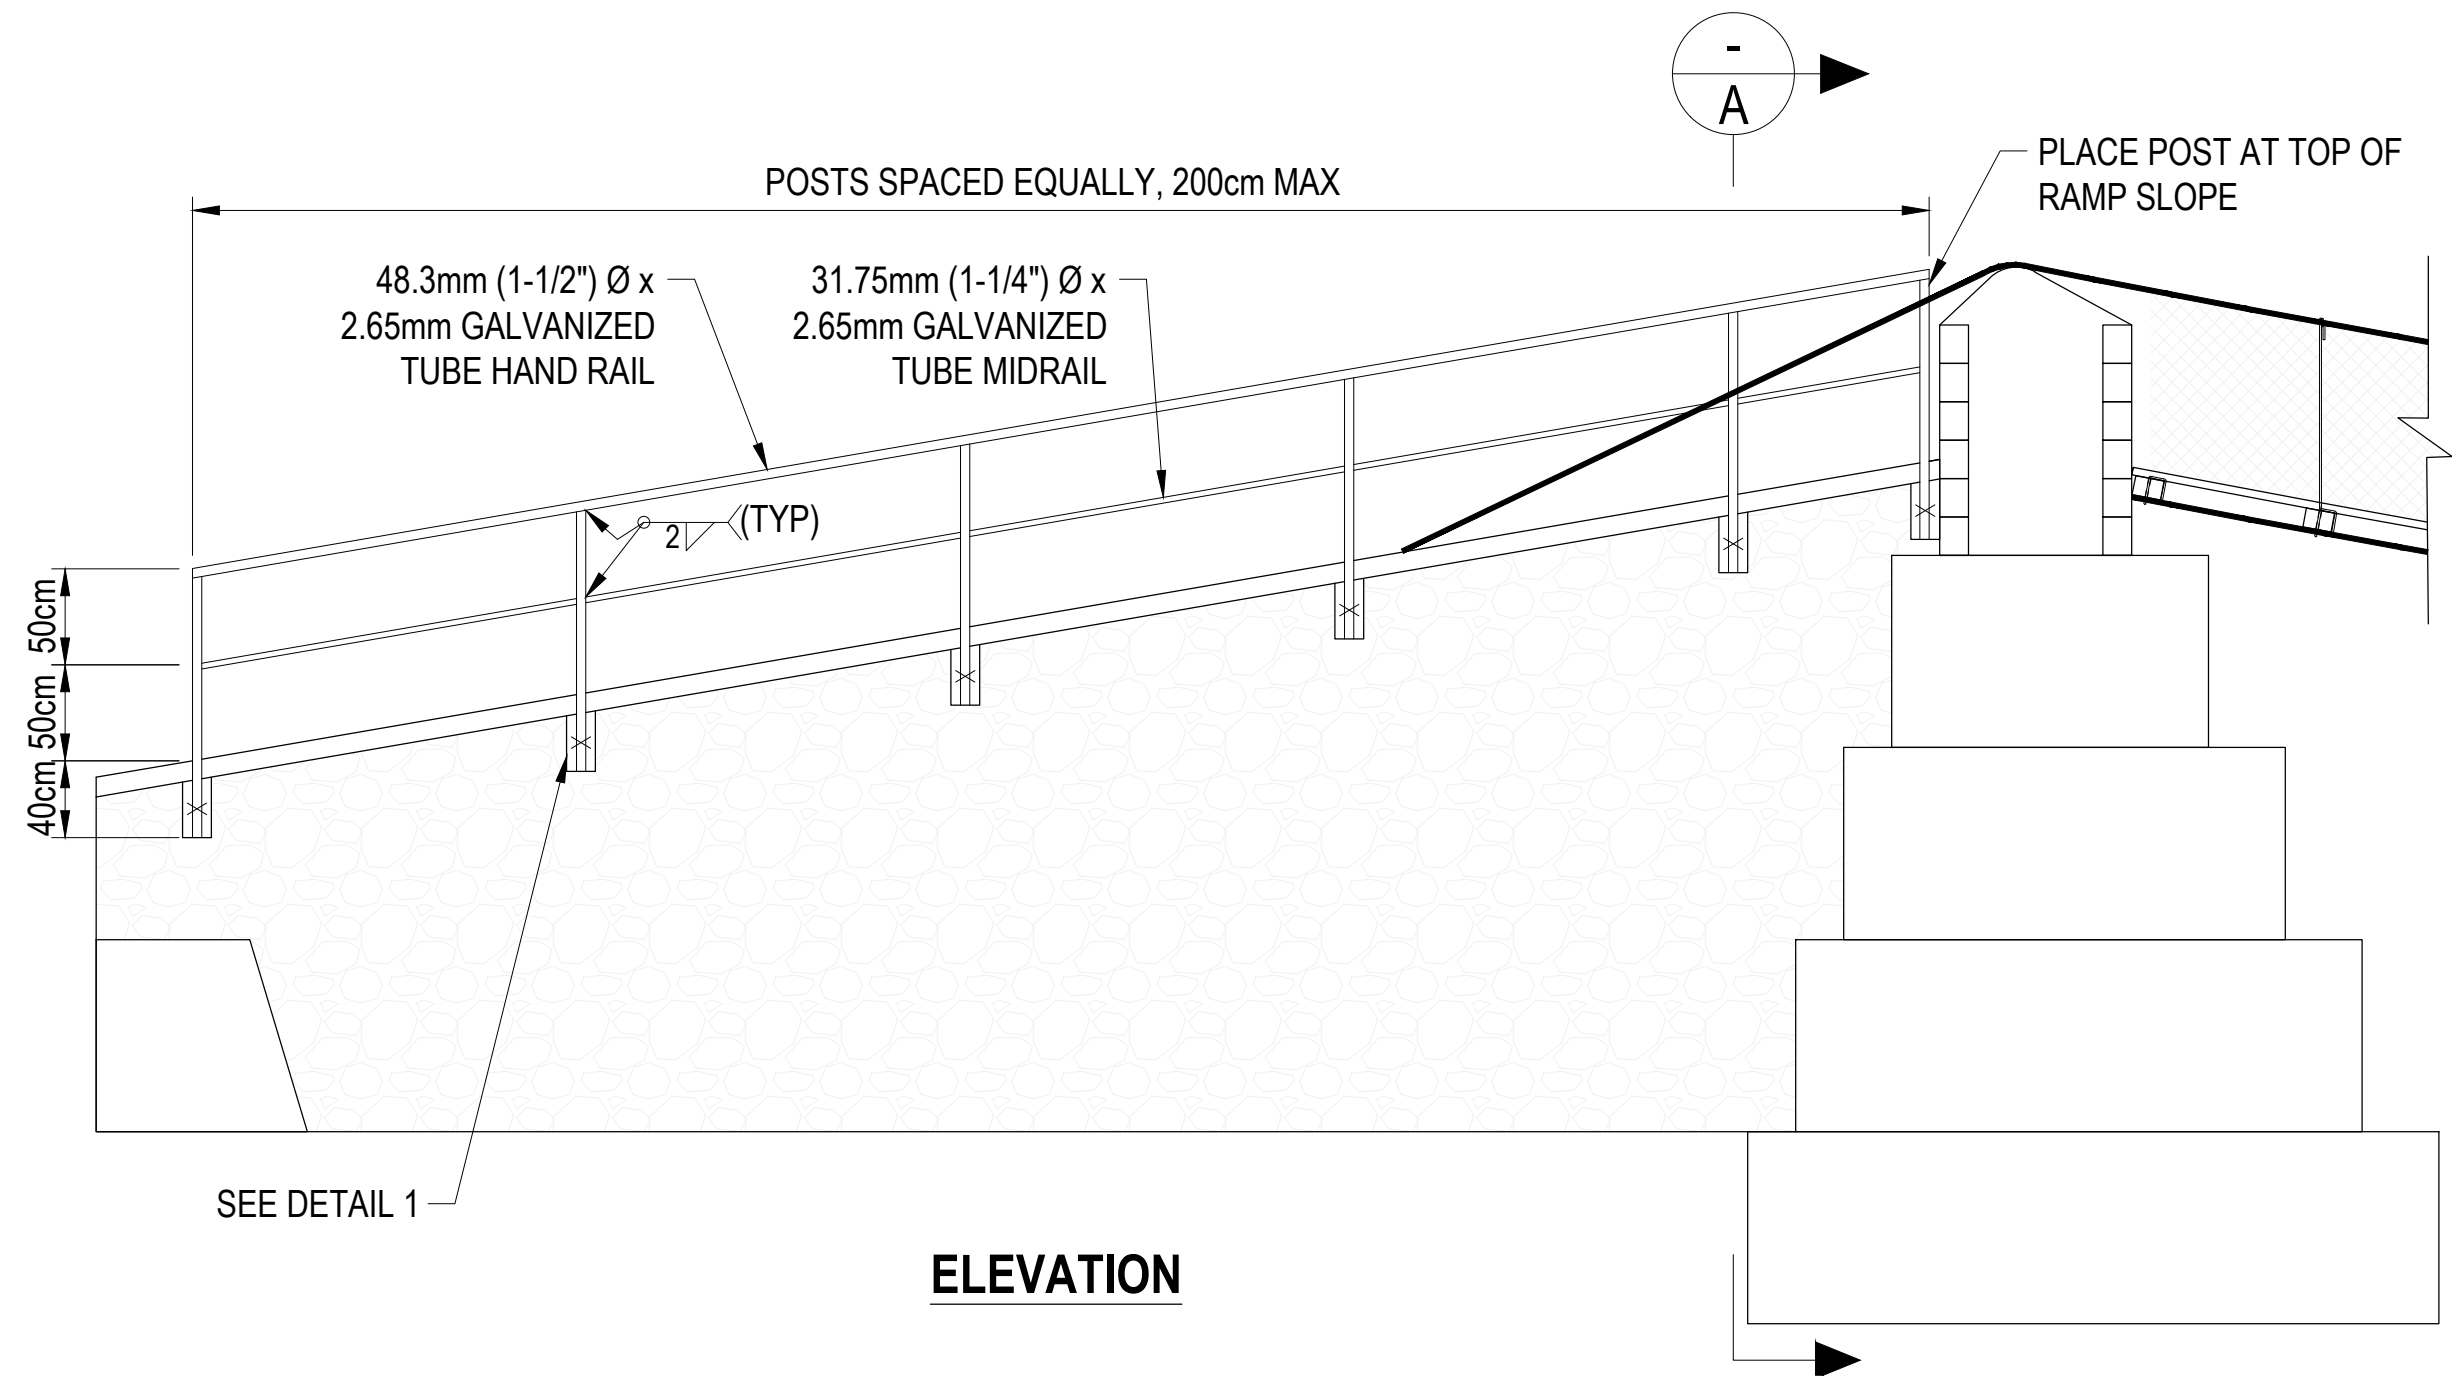 -
A
PLACE POST AT TOP OF
RAMP SLOPE
POSTS SPACED EQUALLY, 200cm MAX
48.3mm (1-1/2") Ø x
2.65mm GALVANIZED
TUBE HAND RAIL
31.75mm (1-1/4") Ø x
2.65mm GALVANIZED
TUBE MIDRAIL
2
(TYP)
50cm
50cm
40cm
SEE DETAIL 1
ELEVATION